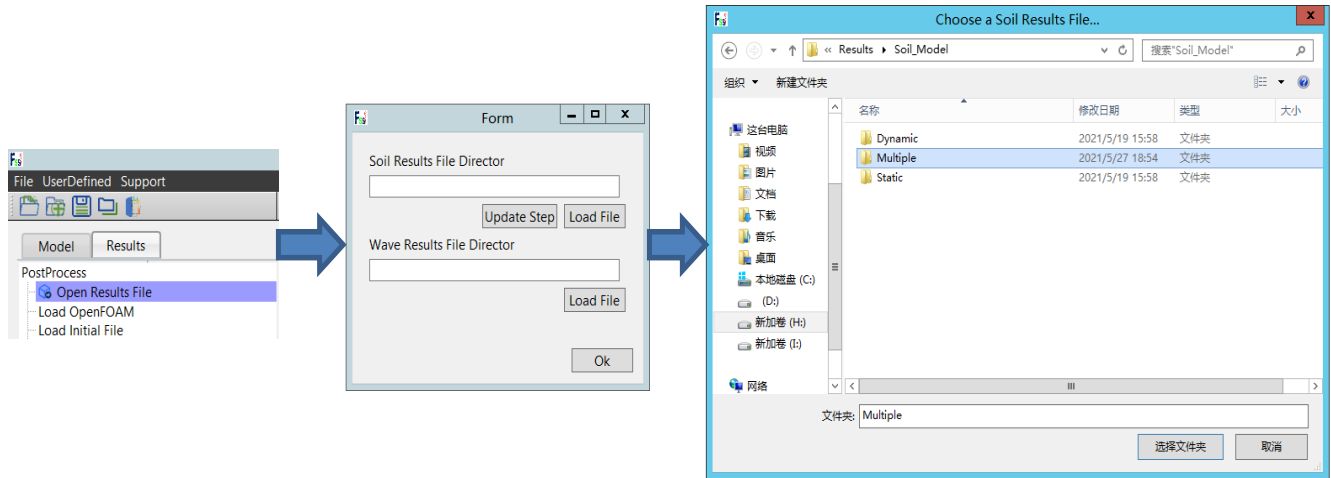 File UserDefined Support
Model Results
PostProcess
Open Results File
Load OpenFOAM
Load Initial File
Form
Soil Results File Director
Update Step Load File
Wave Results File Director
Load File
Ok
Choose a Soil Results File...
« Results Soil_Model
搜索"Soil_Model"
组织 新建文件夹
名称 修改日期 类型 大小
这台电脑
视频
图片
文档
下载
音乐
桌面
本地磁盘 (C:)
(D:)
新加卷 (H:)
新加卷 (I:)
网络
Dynamic 2021/5/19 15:58 文件夹
Multiple 2021/5/27 18:54 文件夹
Static 2021/5/19 15:58 文件夹
文件夹: Multiple
选择文件夹 取消